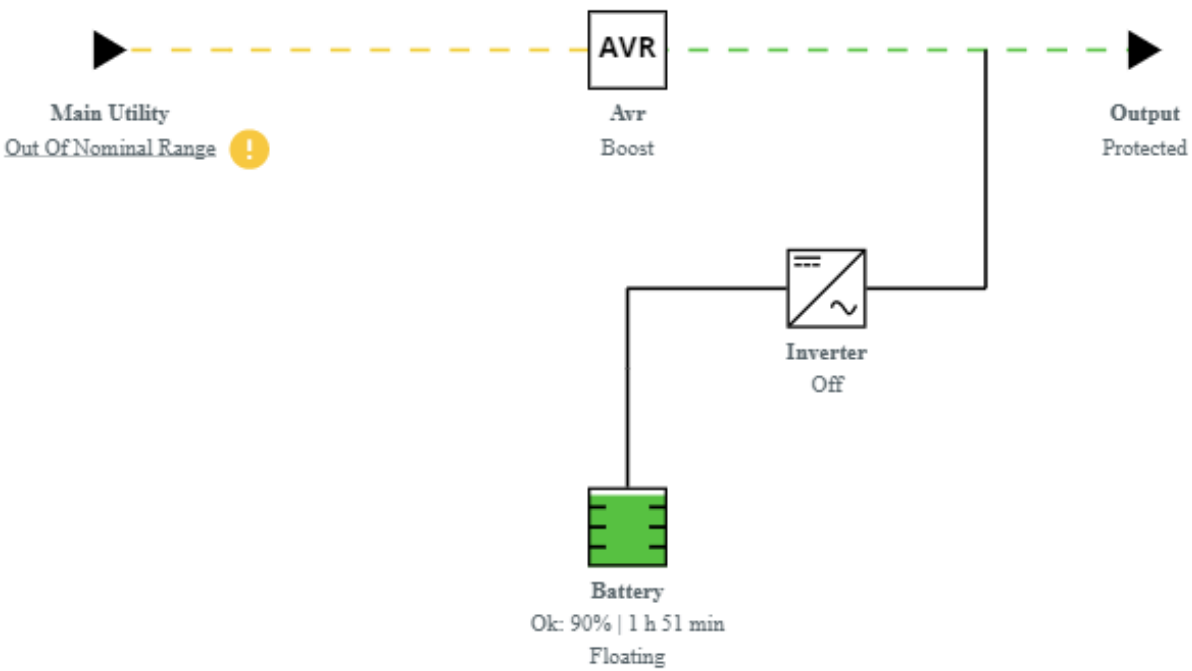 AVR
Main Utility
Out Of Nominal Range
!
Avr
Boost
Output
Protected
Inverter
Off
Battery
Ok: 90% | 1 h 51 min
Floating